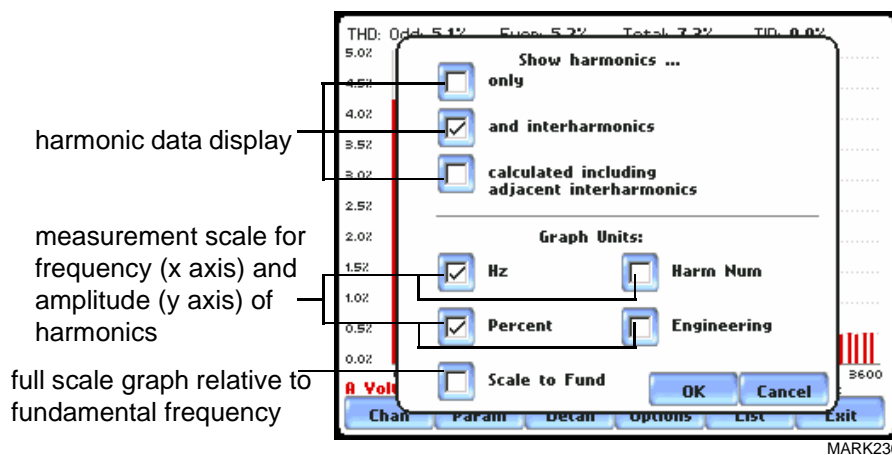 THD: Odd: 5.1% Even: 5.2% Total: 7.3% TID: 0.0%
5.0%
Show harmonics ...
only
4.5%
4.0%
and interharmonics
harmonic data display
3.5%
3.0%
calculated including
adjacent interharmonics
2.5%
2.0%
Graph Units:
measurement scale for
frequency (x axis) and
amplitude (y axis) of
harmonics
1.5%
Hz
Harm Num
1.0%
0.5%
Percent
Engineering
0.0%
3600
full scale graph relative to
fundamental frequency
A
Scale to Fund
OK
Cancel
Chan
Param
Detail
Options
List
Exit